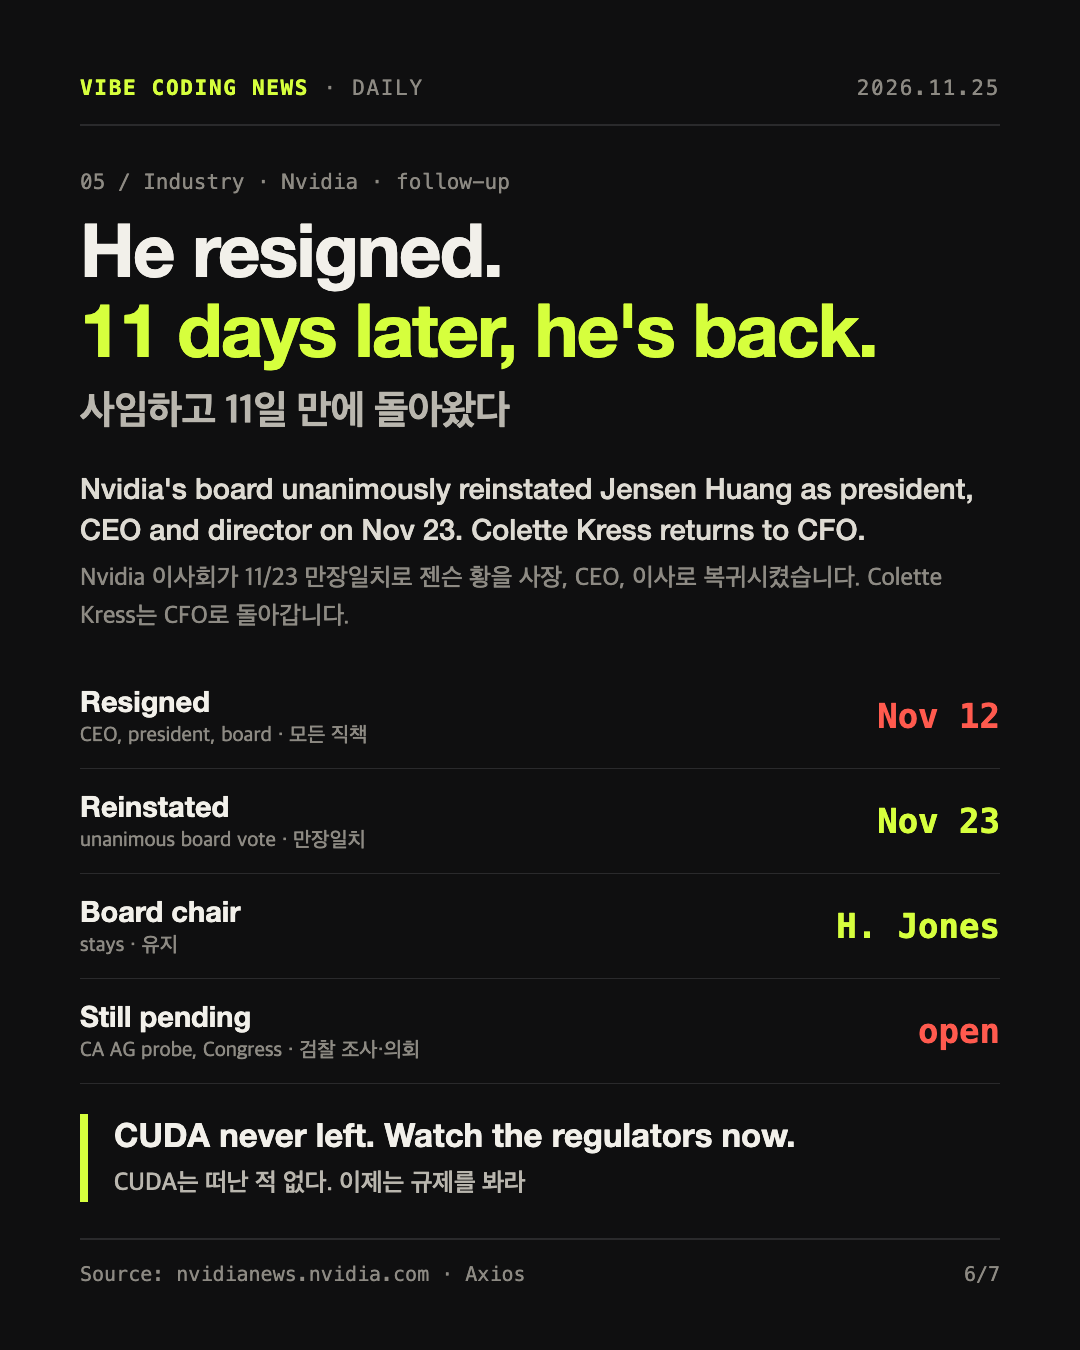 VIBE CODING NEWS · DAILY
2026.11.25
05 / Industry · Nvidia · follow-up
He resigned.
11 days later, he's back.
사임하고 11일 만에 돌아왔다
Nvidia's board unanimously reinstated Jensen Huang as president,
CEO and director on Nov 23. Colette Kress returns to CFO.
Nvidia 이사회가 11/23 만장일치로 젠슨 황을 사장, CEO, 이사로 복귀시켰습니다. Colette
Kress는 CFO로 돌아갑니다.
Resigned
CEO, president, board · 모든 직책
Nov 12
Reinstated
unanimous board vote · 만장일치
Nov 23
Board chair
stays · 유지
H. Jones
Still pending
CA AG probe, Congress · 검찰 조사·의회
open
CUDA never left. Watch the regulators now.
CUDA는 떠난 적 없다. 이제는 규제를 봐라
Source: nvidianews.nvidia.com · Axios
6/7